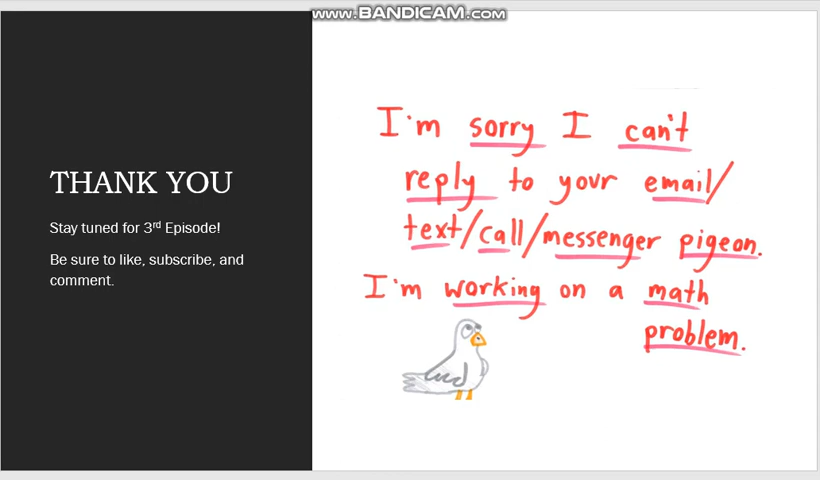 www.BANDICAM.com
THANK YOU
Stay tuned for 3rd Episode!
Be sure to like, subscribe, and
comment.
I'm sorry I can't
reply to your email/
text/call/messenger pigeon.
I'm working on a math
problem.